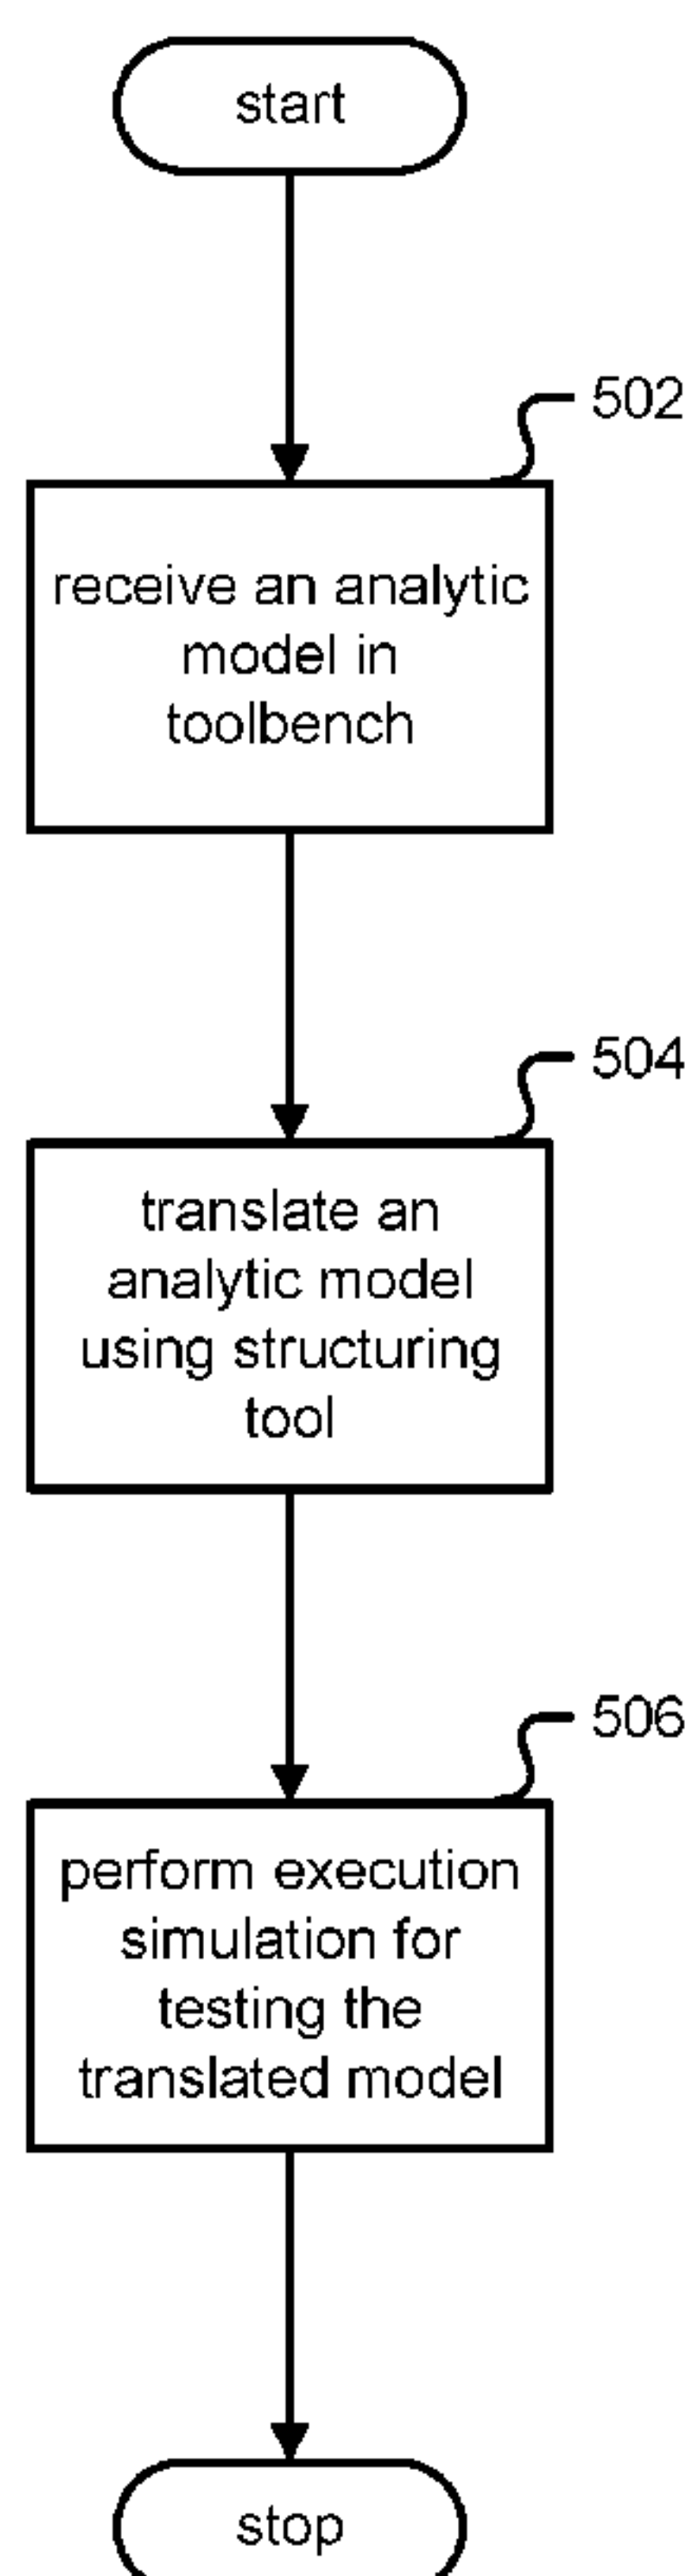 start
502
receive an analytic
model in
toolbench
504
translate an
analytic model
using structuring
tool
506
perform execution
simulation for
testing the
translated model
stop